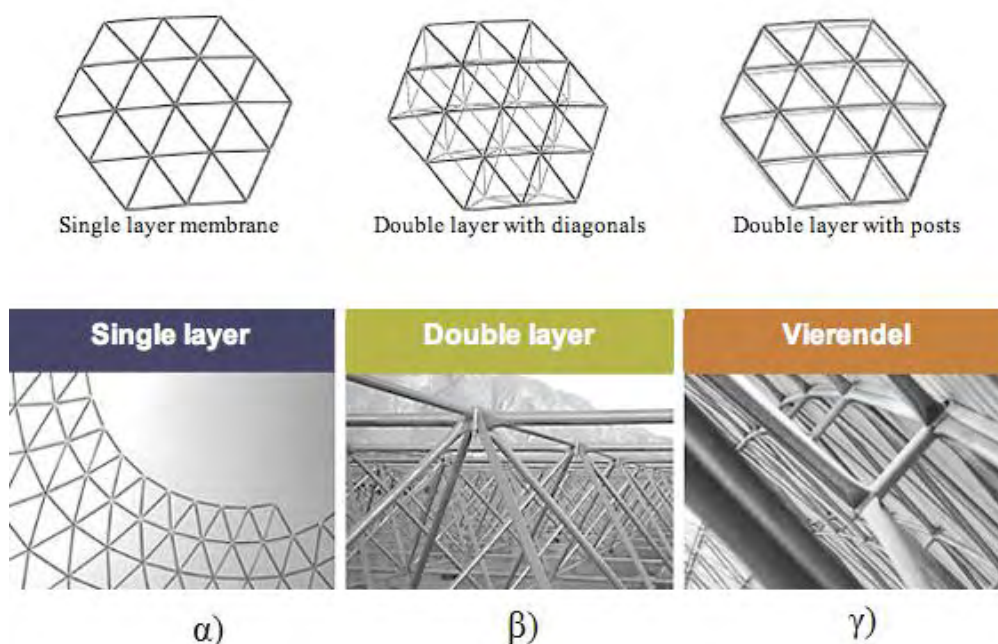 Single layer membrane
Double layer with diagonals
Double layer with posts
Single layer
Double layer
Vierendel
α)
β)
γ)